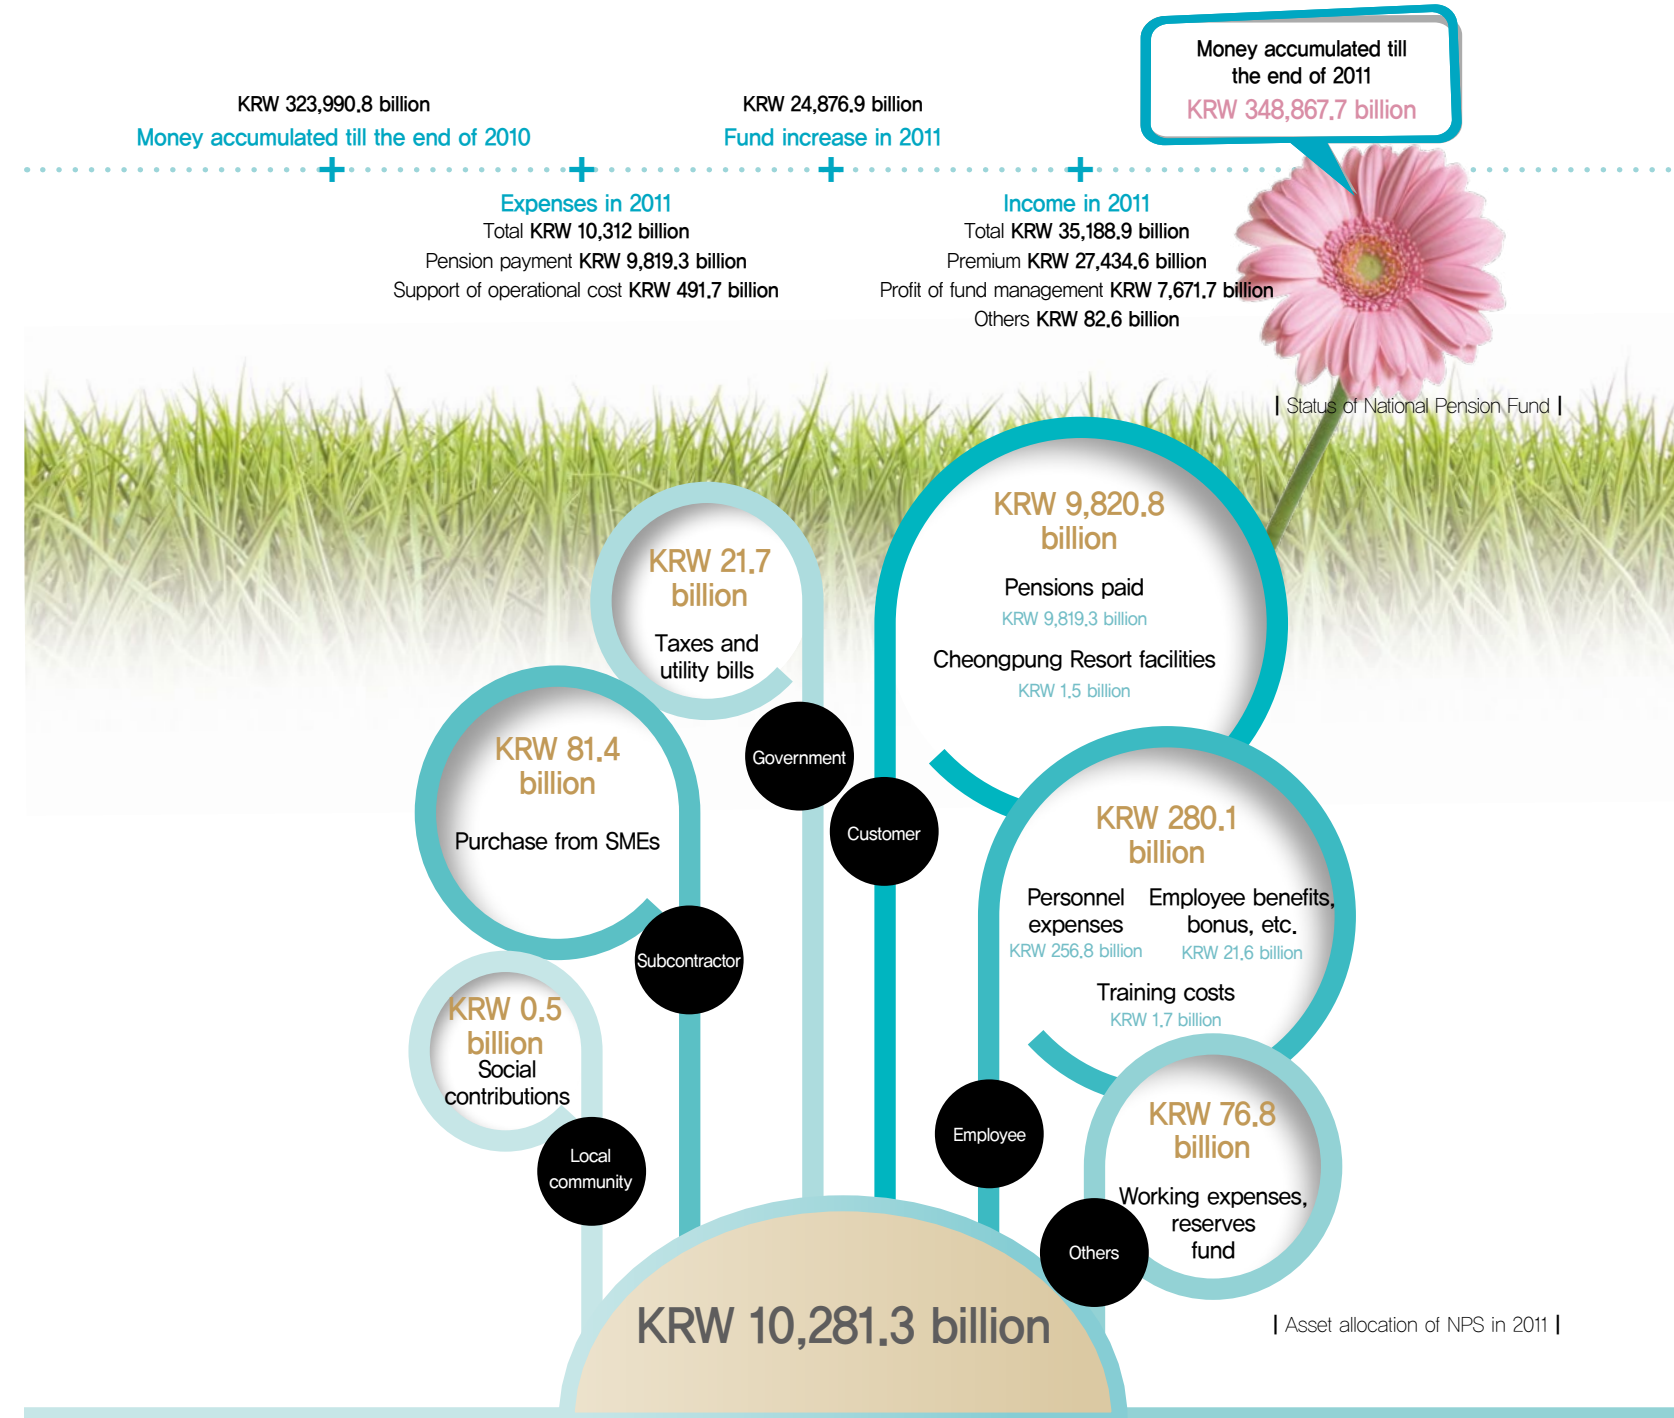 Money accumulated till
the end of 2011
KRW 348,867.7 billion
KRW 323,990.8 billion
Money accumulated till the end of 2010
KRW 24,876.9 billion
Fund increase in 2011
Expenses in 2011
Total KRW 10,312 billion
Pension payment KRW 9,819.3 billion
Support of operational cost KRW 491.7 billion
Income in 2011
Total KRW 35,188.9 billion
Premium KRW 27,434.6 billion
Profit of fund management KRW 7,671.7 billion
Others KRW 82.6 billion
| Status of National Pension Fund |
KRW 9,820.8
billion
Pensions paid
KRW 9,819.3 billion
Cheongpung Resort facilities
KRW 1.5 billion
Customer
KRW 21.7
billion
Taxes and
utility bills
Government
KRW 81.4
billion
Purchase from SMEs
Subcontractor
KRW 280.1
billion
Personnel
expenses
KRW 256.8 billion
Employee benefits,
bonus, etc.
KRW 21.6 billion
Training costs
KRW 1.7 billion
Employee
KRW 0.5
billion
Social
contributions
Local
community
KRW 76.8
billion
Working expenses,
reserves
fund
Others
KRW 10,281.3 billion
| Asset allocation of NPS in 2011 |